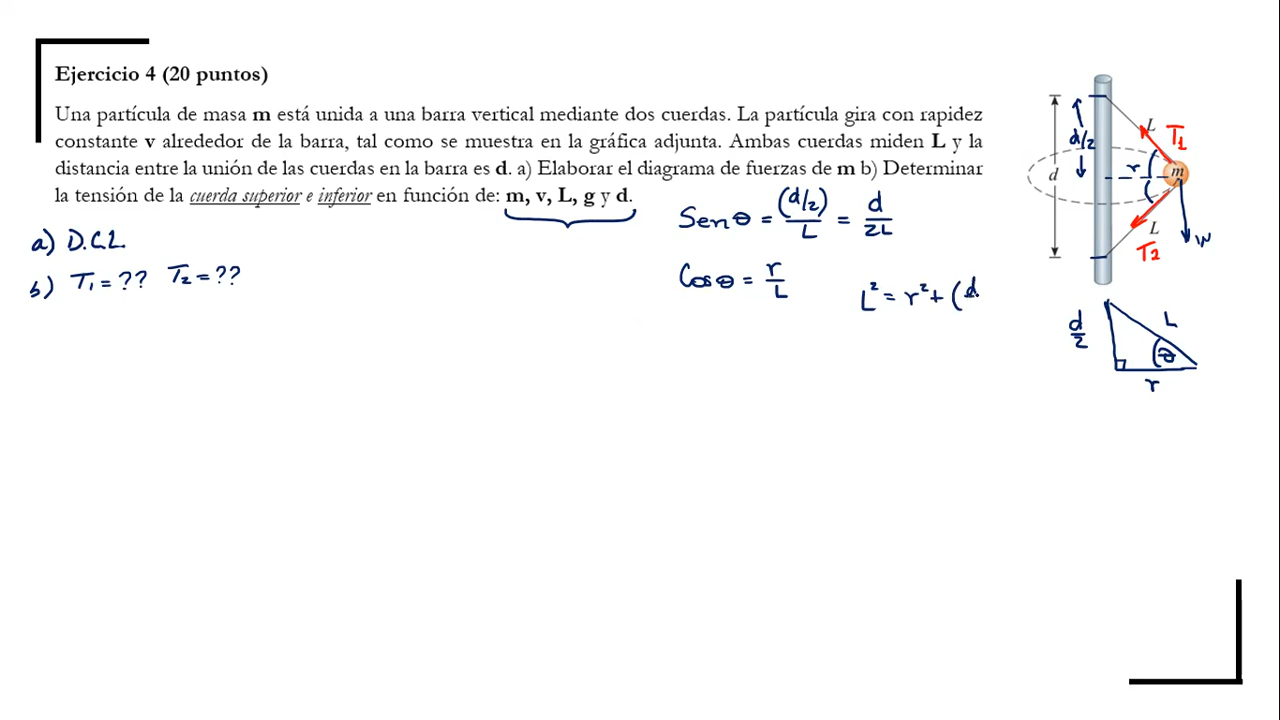 Ejercicio 4 (20 puntos)
Una partícula de masa m está unida a una barra vertical mediante dos cuerdas. La partícula gira con rapidez
constante v alrededor de la barra, tal como se muestra en la gráfica adjunta. Ambas cuerdas miden L y la
distancia entre la unión de las cuerdas en la barra es d. a) Elaborar el diagrama de fuerzas de m b) Determinar
la tensión de la cuerda superior e inferior en función de: m, v, L, g y d.
a) D.C.L.
b) T₁ = ?? T₂ = ??
Sen θ = (d/2)/L = d/2L
Cos θ = r/L
L² = r² + (d
d
d/2
L
T₁
r
m
L
T₂
W
d/2
L
θ
r